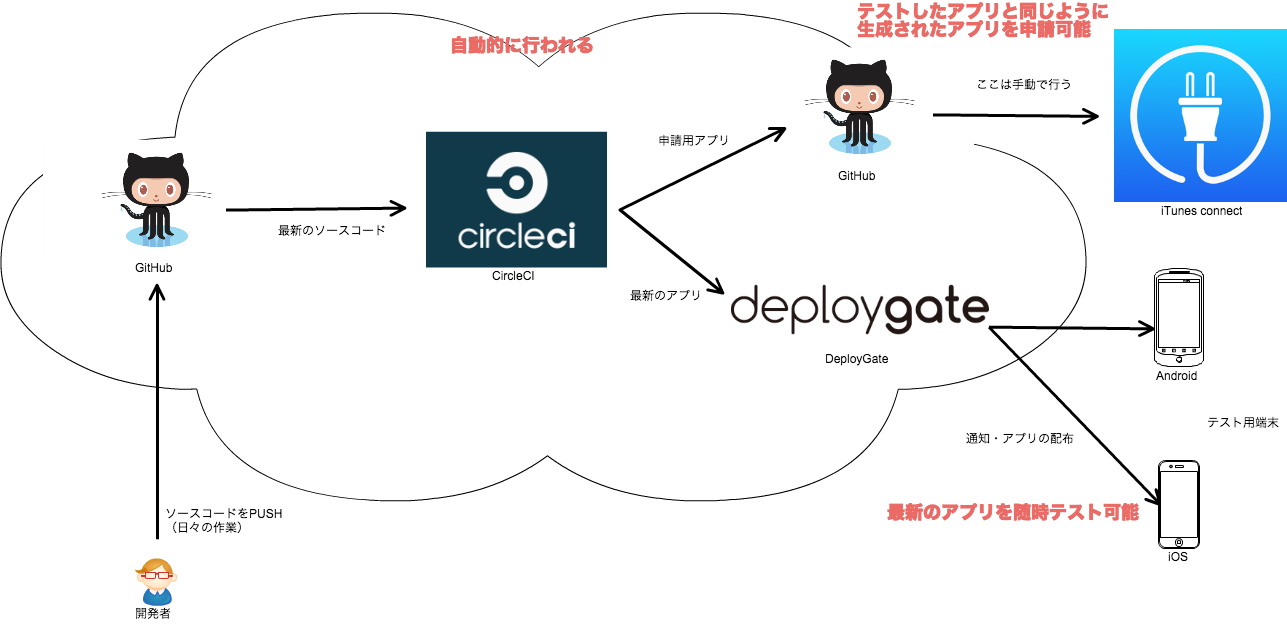 テストしたアプリと同じように
生成されたアプリを申請可能
自動的に行われる
ここは手動で行う
申請用アプリ
GitHub
iTunes connect
最新のソースコード
circleci
CircleCI
GitHub
最新のアプリ
deploygate
DeployGate
Android
テスト用端末
通知・アプリの配布
最新のアプリを随時テスト可能
iOS
ソースコードをPUSH
（日々の作業）
開発者